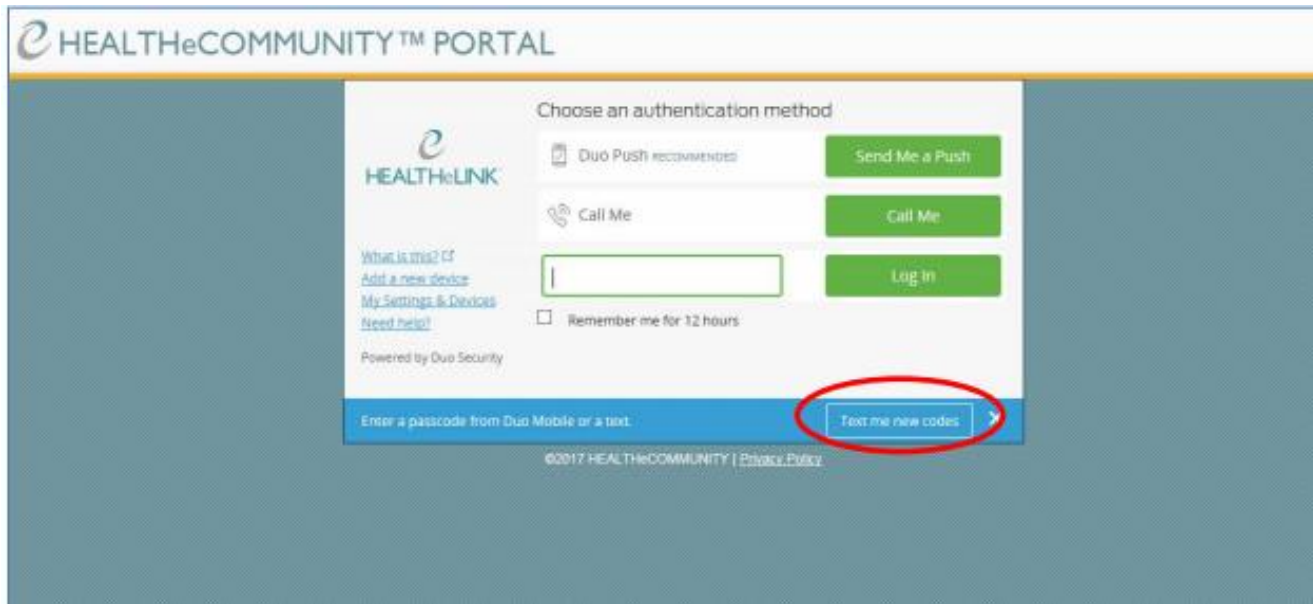 e HEALTHeCOMMUNITY™ PORTAL
Choose an authentication method
e
HEALTHeLINK
Duo Push RECOMMENDED
Send Me a Push
Call Me
Call Me
What is this?
Add a new device
My Settings & Devices
Need help?
Powered by Duo Security
Log In
Remember me for 12 hours
Enter a passcode from Duo Mobile or a text.
Text me new codes
X
©2017 HEALTHeCOMMUNITY | Privacy Policy